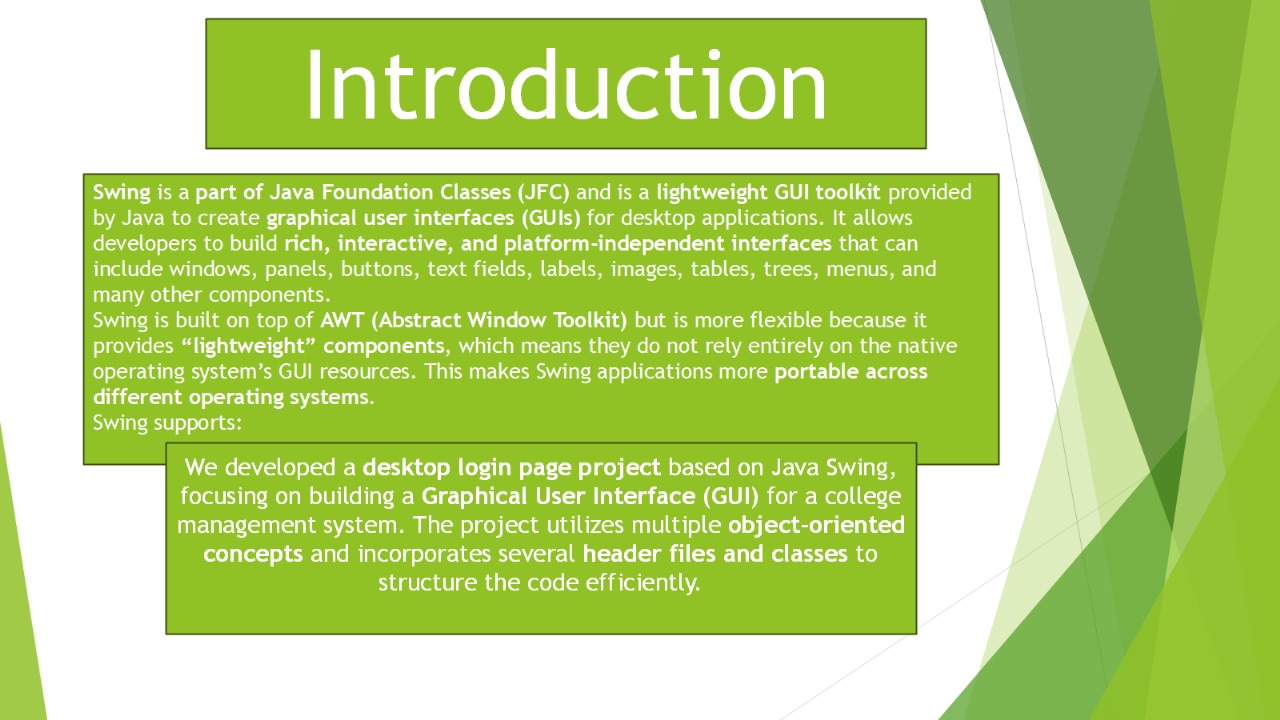 Introduction
Swing is a part of Java Foundation Classes (JFC) and is a lightweight GUI toolkit provided
by Java to create graphical user interfaces (GUIs) for desktop applications. It allows
developers to build rich, interactive, and platform-independent interfaces that can
include windows, panels, buttons, text fields, labels, images, tables, trees, menus, and
many other components.
Swing is built on top of AWT (Abstract Window Toolkit) but is more flexible because it
provides “lightweight” components, which means they do not rely entirely on the native
operating system’s GUI resources. This makes Swing applications more portable across
different operating systems.
Swing supports:
We developed a desktop login page project based on Java Swing,
focusing on building a Graphical User Interface (GUI) for a college
management system. The project utilizes multiple object-oriented
concepts and incorporates several header files and classes to
structure the code efficiently.